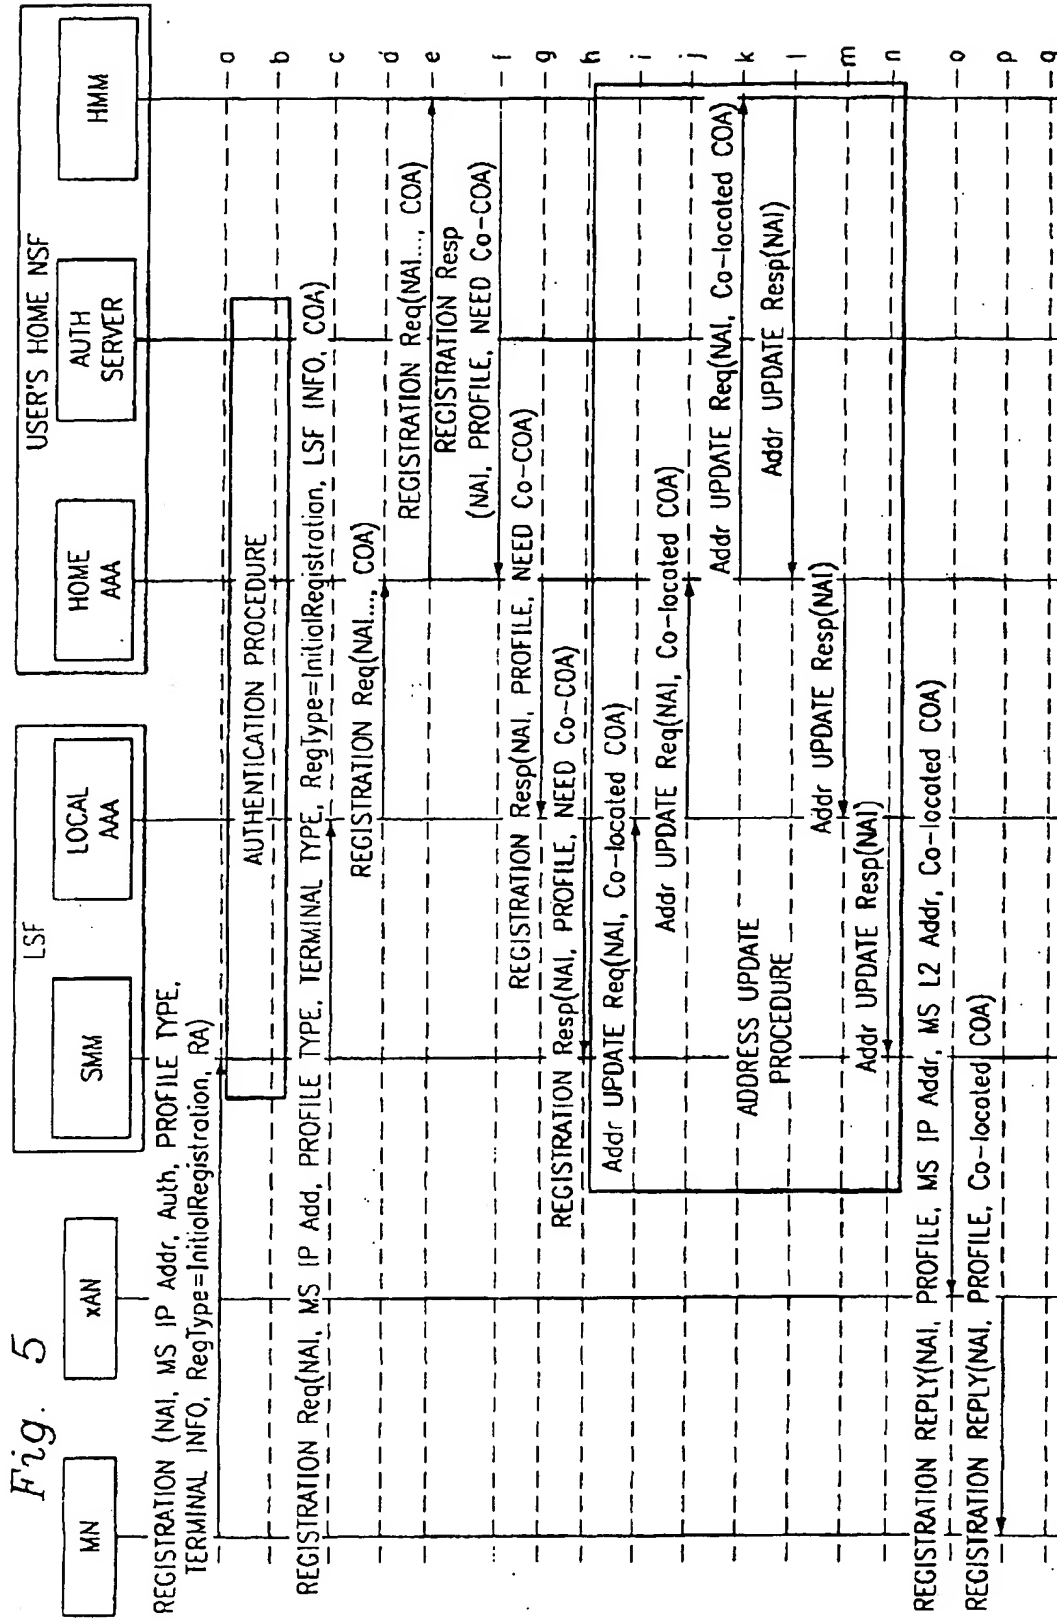 Fig. 5
USER'S HOME NSF
LSF
MN
xAN
SMM
LOCAL
AAA
HOME
AAA
AUTH
SERVER
HMM
REGISTRATION (NAI, MS IP Addr, Auth, PROFILE TYPE,
TERMINAL INFO, RegType=InitialRegistration, RA)
a
AUTHENTICATION PROCEDURE
b
REGISTRATION Req(NAI, MS IP Add, PROFILE TYPE, TERMINAL TYPE, RegType=InitialRegistration, LSF INFO, COA)
c
REGISTRATION Req(NAI..., COA)
d
REGISTRATION Req(NAI..., COA)
e
REGISTRATION Resp
(NAI, PROFILE, NEED Co-COA)
f
REGISTRATION Resp(NAI, PROFILE, NEED Co-COA)
g
REGISTRATION Resp(NAI, PROFILE, NEED Co-COA)
h
Addr UPDATE Req(NAI, Co-located COA)
i
Addr UPDATE Req(NAI, Co-located COA)
j
Addr UPDATE Req(NAI, Co-located COA)
k
ADDRESS UPDATE
PROCEDURE
Addr UPDATE Resp(NAI)
l
Addr UPDATE Resp(NAI)
m
Addr UPDATE Resp(NAI)
n
REGISTRATION REPLY(NAI, PROFILE, MS IP Addr, MS L2 Addr, Co-located COA)
o
REGISTRATION REPLY(NAI, PROFILE, Co-located COA)
p
q